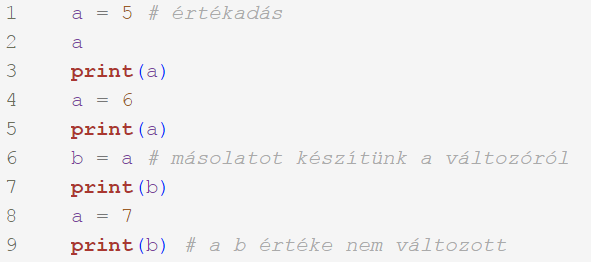 1 a = 5 # értékadás
2 a
3 print(a)
4 a = 6
5 print(a)
6 b = a # másolatot készítünk a változóról
7 print(b)
8 a = 7
9 print(b) # a b értéke nem változott